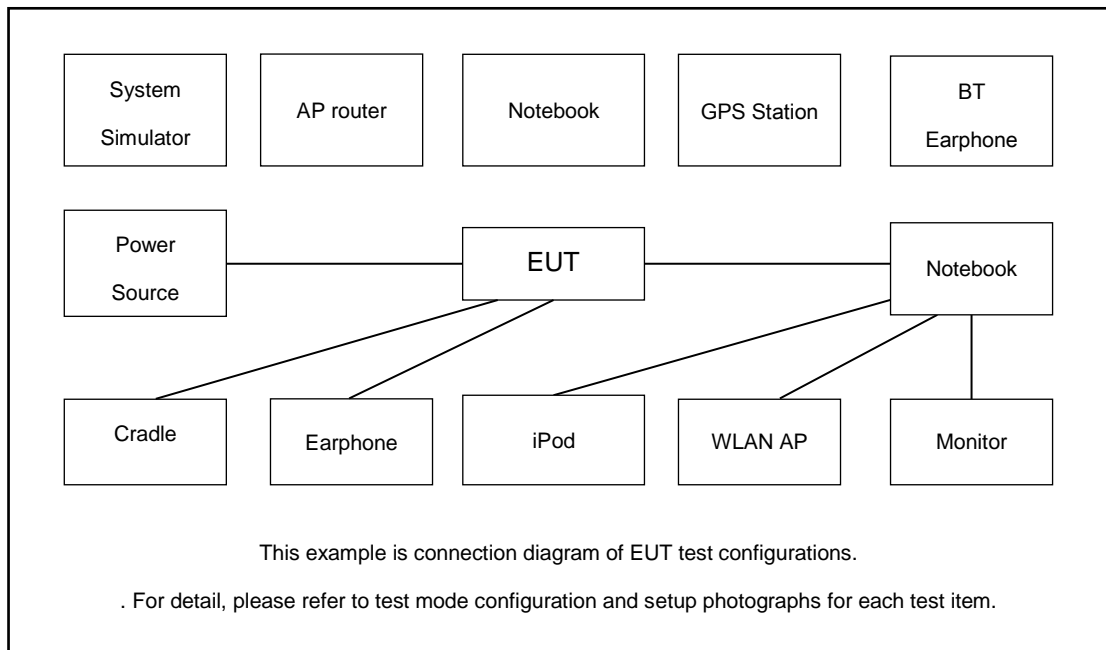 System
Simulator
AP router
Notebook
GPS Station
BT
Earphone
Power
Source
EUT
Notebook
Cradle
Earphone
iPod
WLAN AP
Monitor
This example is connection diagram of EUT test configurations.
. For detail, please refer to test mode configuration and setup photographs for each test item.